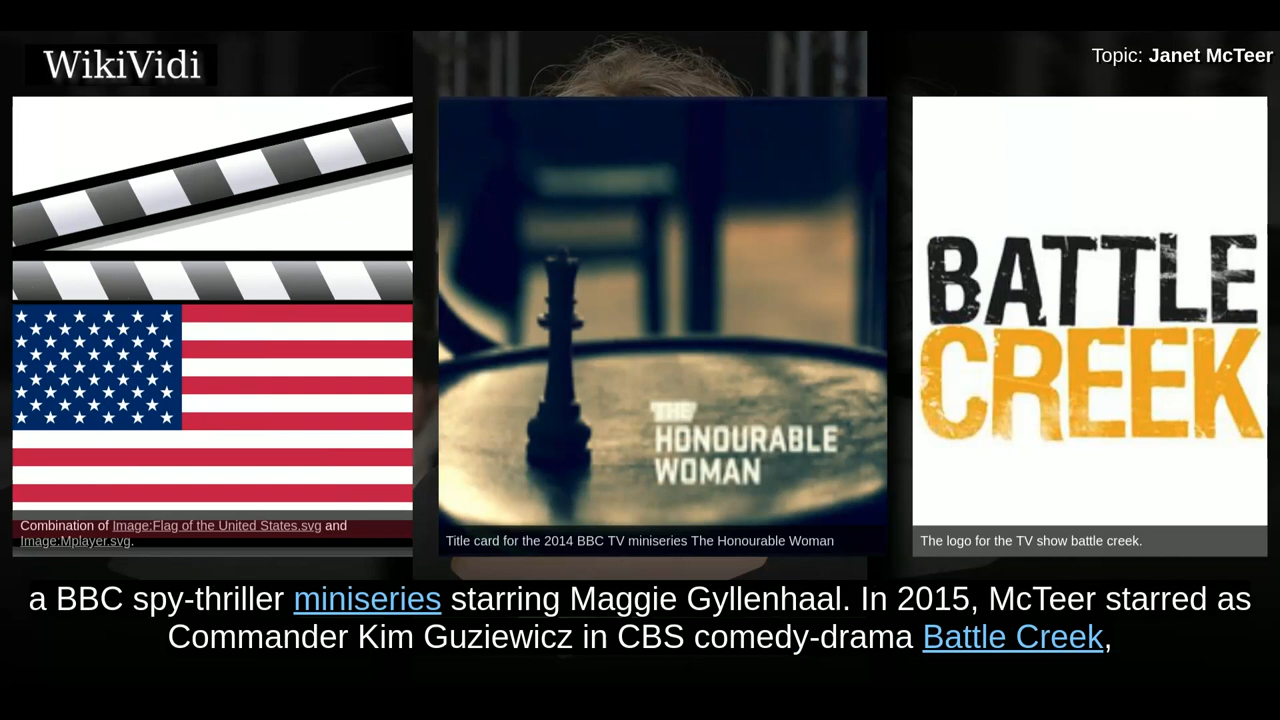 WikiVidi
Topic: Janet McTeer
THE
HONOURABLE
WOMAN
BATTLE
CREEK
Combination of Image:Flag of the United States.svg and
Image:Mplayer.svg.
Title card for the 2014 BBC TV miniseries The Honourable Woman
The logo for the TV show battle creek.
a BBC spy-thriller miniseries starring Maggie Gyllenhaal. In 2015, McTeer starred as
Commander Kim Guziewicz in CBS comedy-drama Battle Creek,